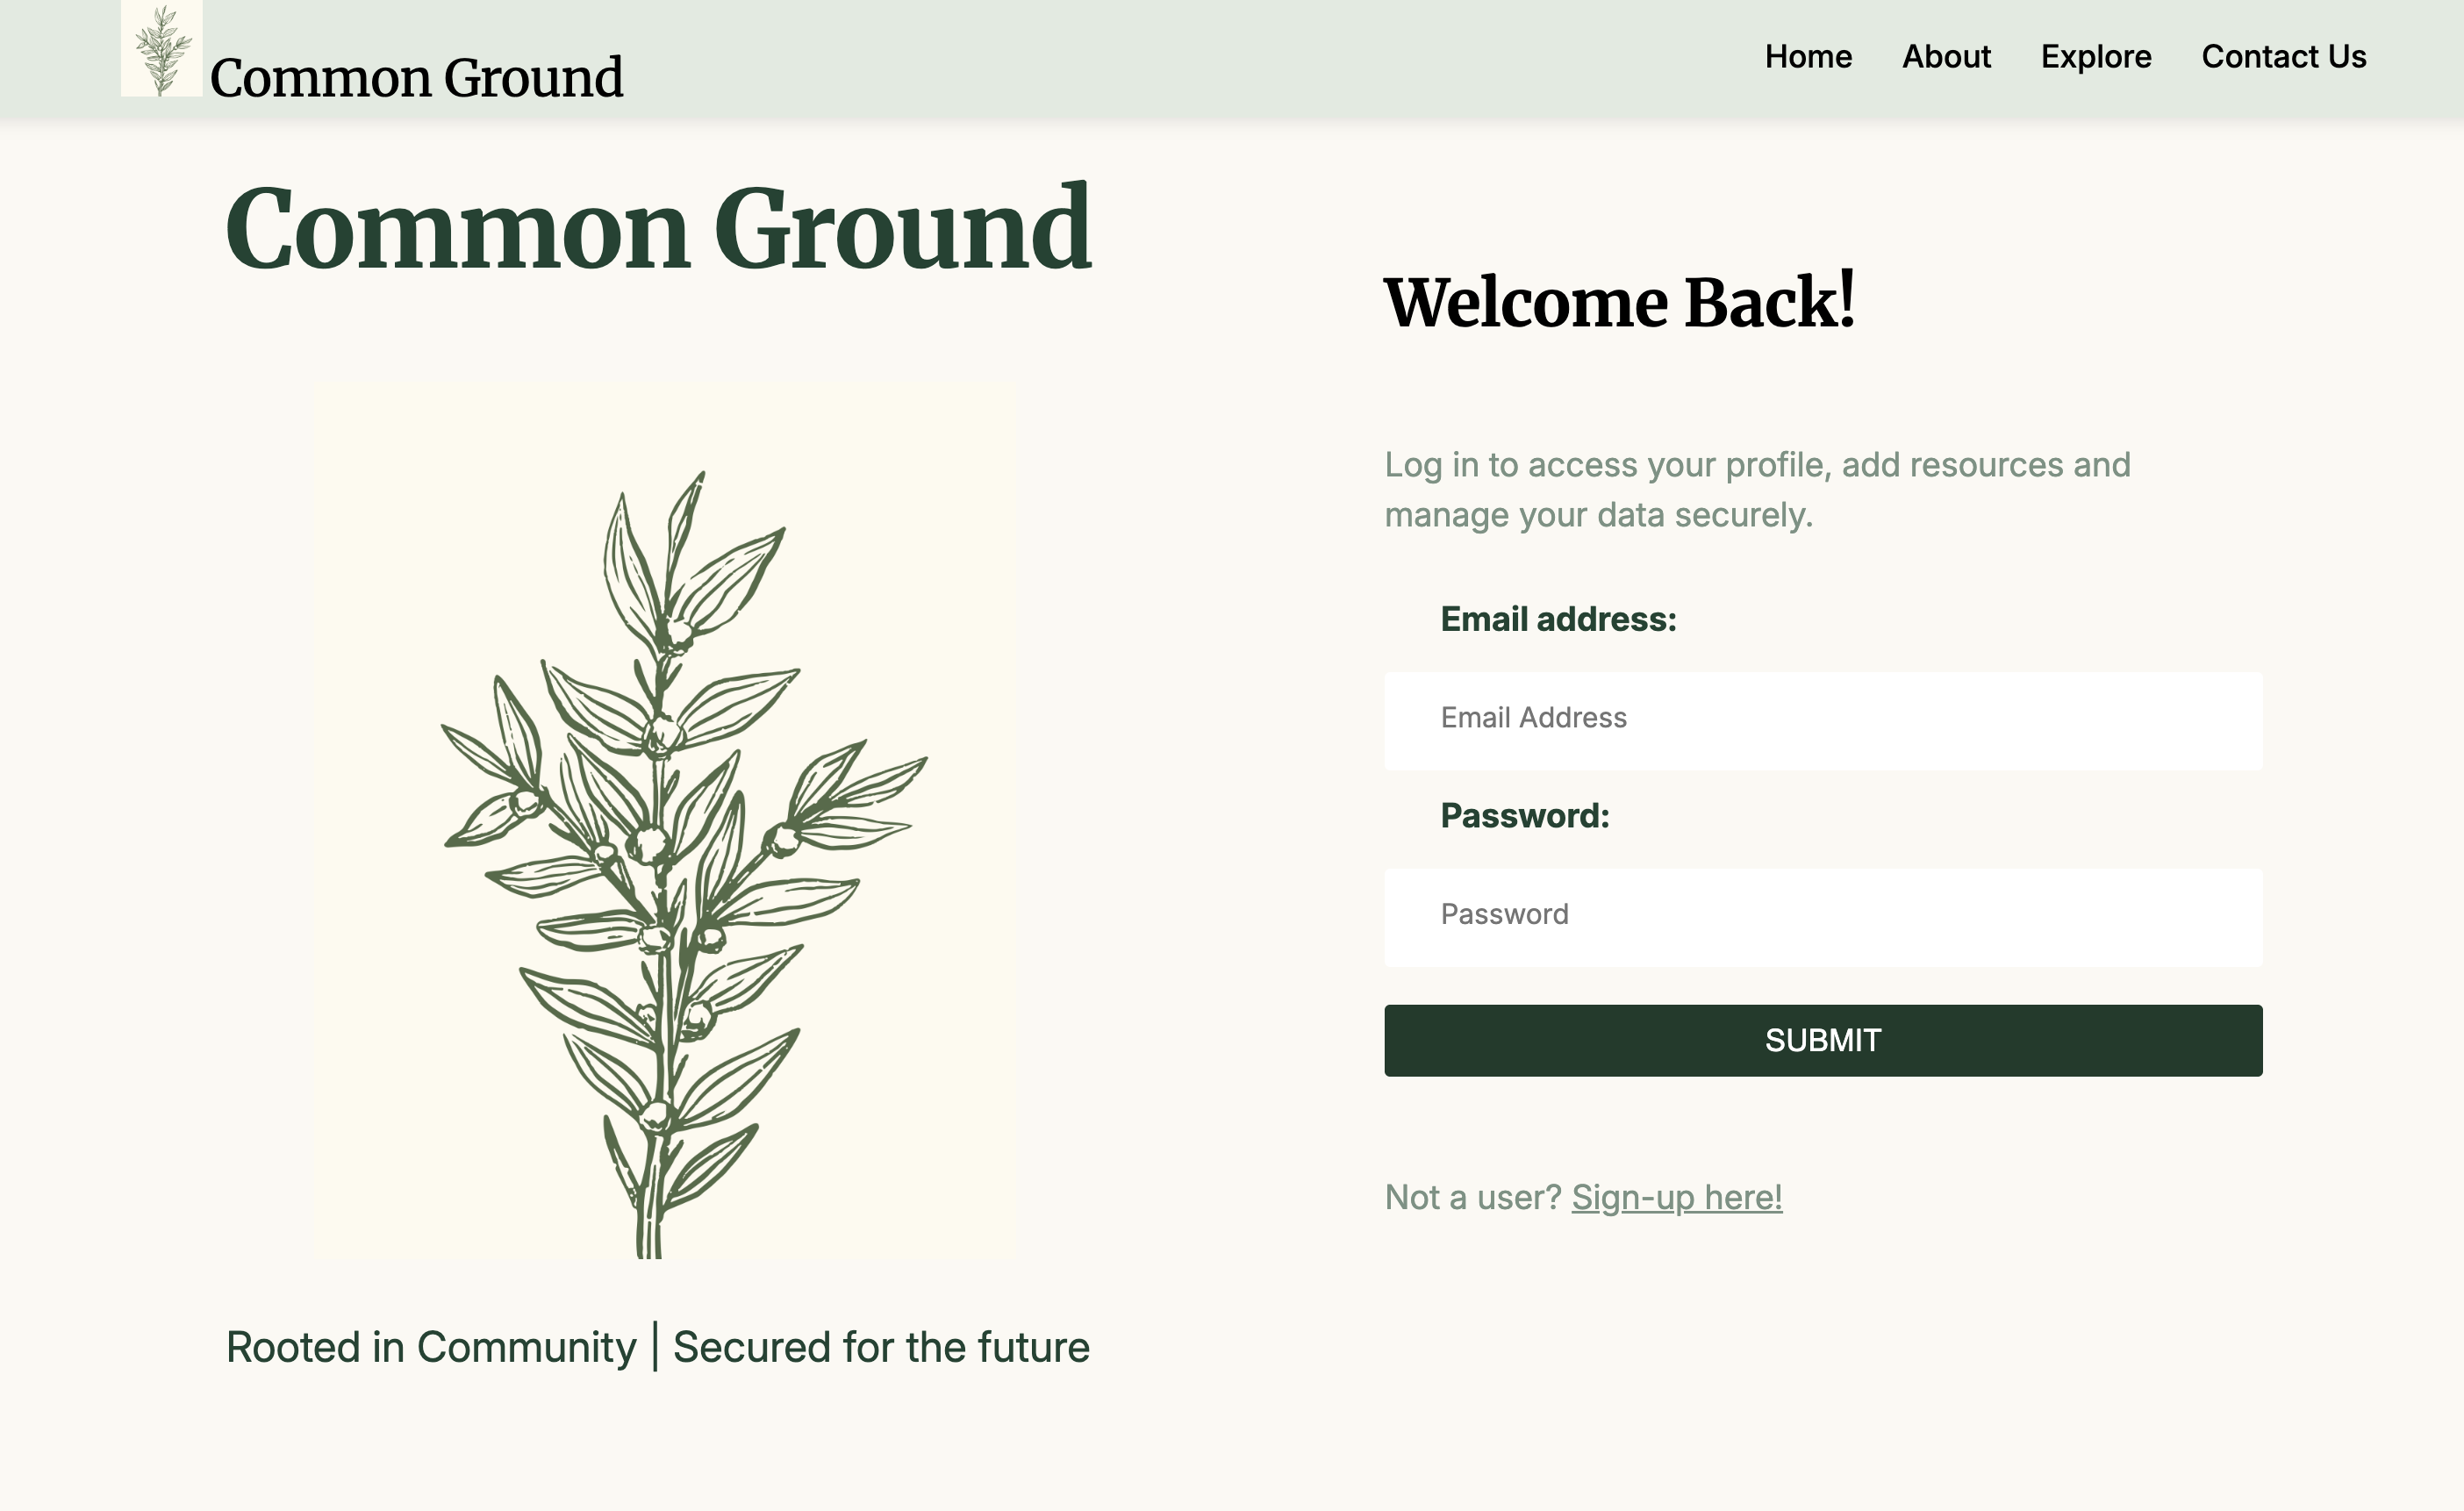 Common Ground
Home
About
Explore
Contact Us
Common Ground
Rooted in Community | Secured for the future
Welcome Back!
Log in to access your profile, add resources and
manage your data securely.
Email address:
Email Address
Password:
Password
SUBMIT
Not a user? Sign-up here!